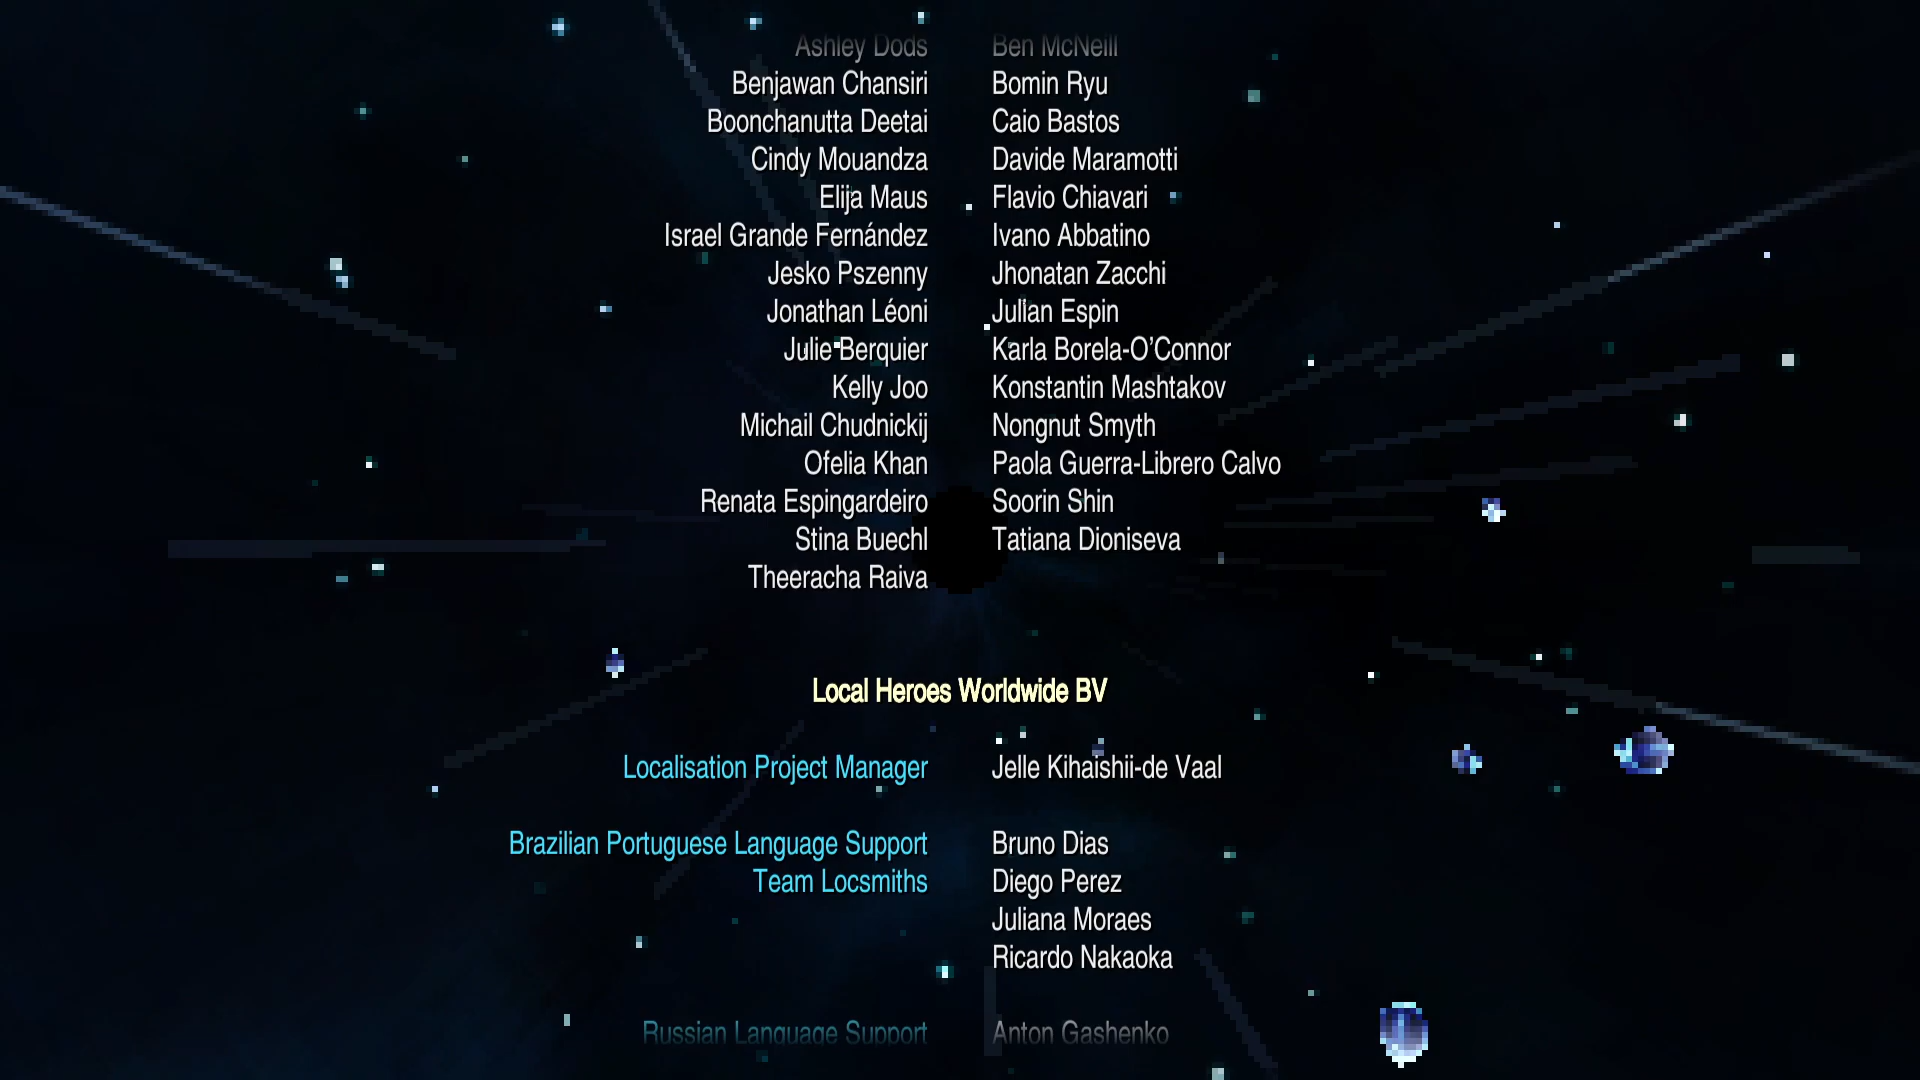 Ashley Dods Ben McNeill
Benjawan Chansiri Bomin Ryu
Boonchanutta Deetai Caio Bastos
Cindy Mouandza Davide Maramotti
Elija Maus Flavio Chiavari
Israel Grande Fernández Ivano Abbatino
Jesko Pszenny Jhonatan Zacchi
Jonathan Léoni Julian Espin
Julie Berquier Karla Borela-O’Connor
Kelly Joo Konstantin Mashtakov
Michail Chudnickij Nongnut Smyth
Ofelia Khan Paola Guerra-Librero Calvo
Renata Espingardeiro Soorin Shin
Stina Buechl Tatiana Dioniseva
Theeracha Raiva
Local Heroes Worldwide BV
Localisation Project Manager Jelle Kihaishii-de Vaal
Brazilian Portuguese Language Support Bruno Dias
Team Locsmiths Diego Perez
Juliana Moraes
Ricardo Nakaoka
Russian Language Support Anton Gashenko